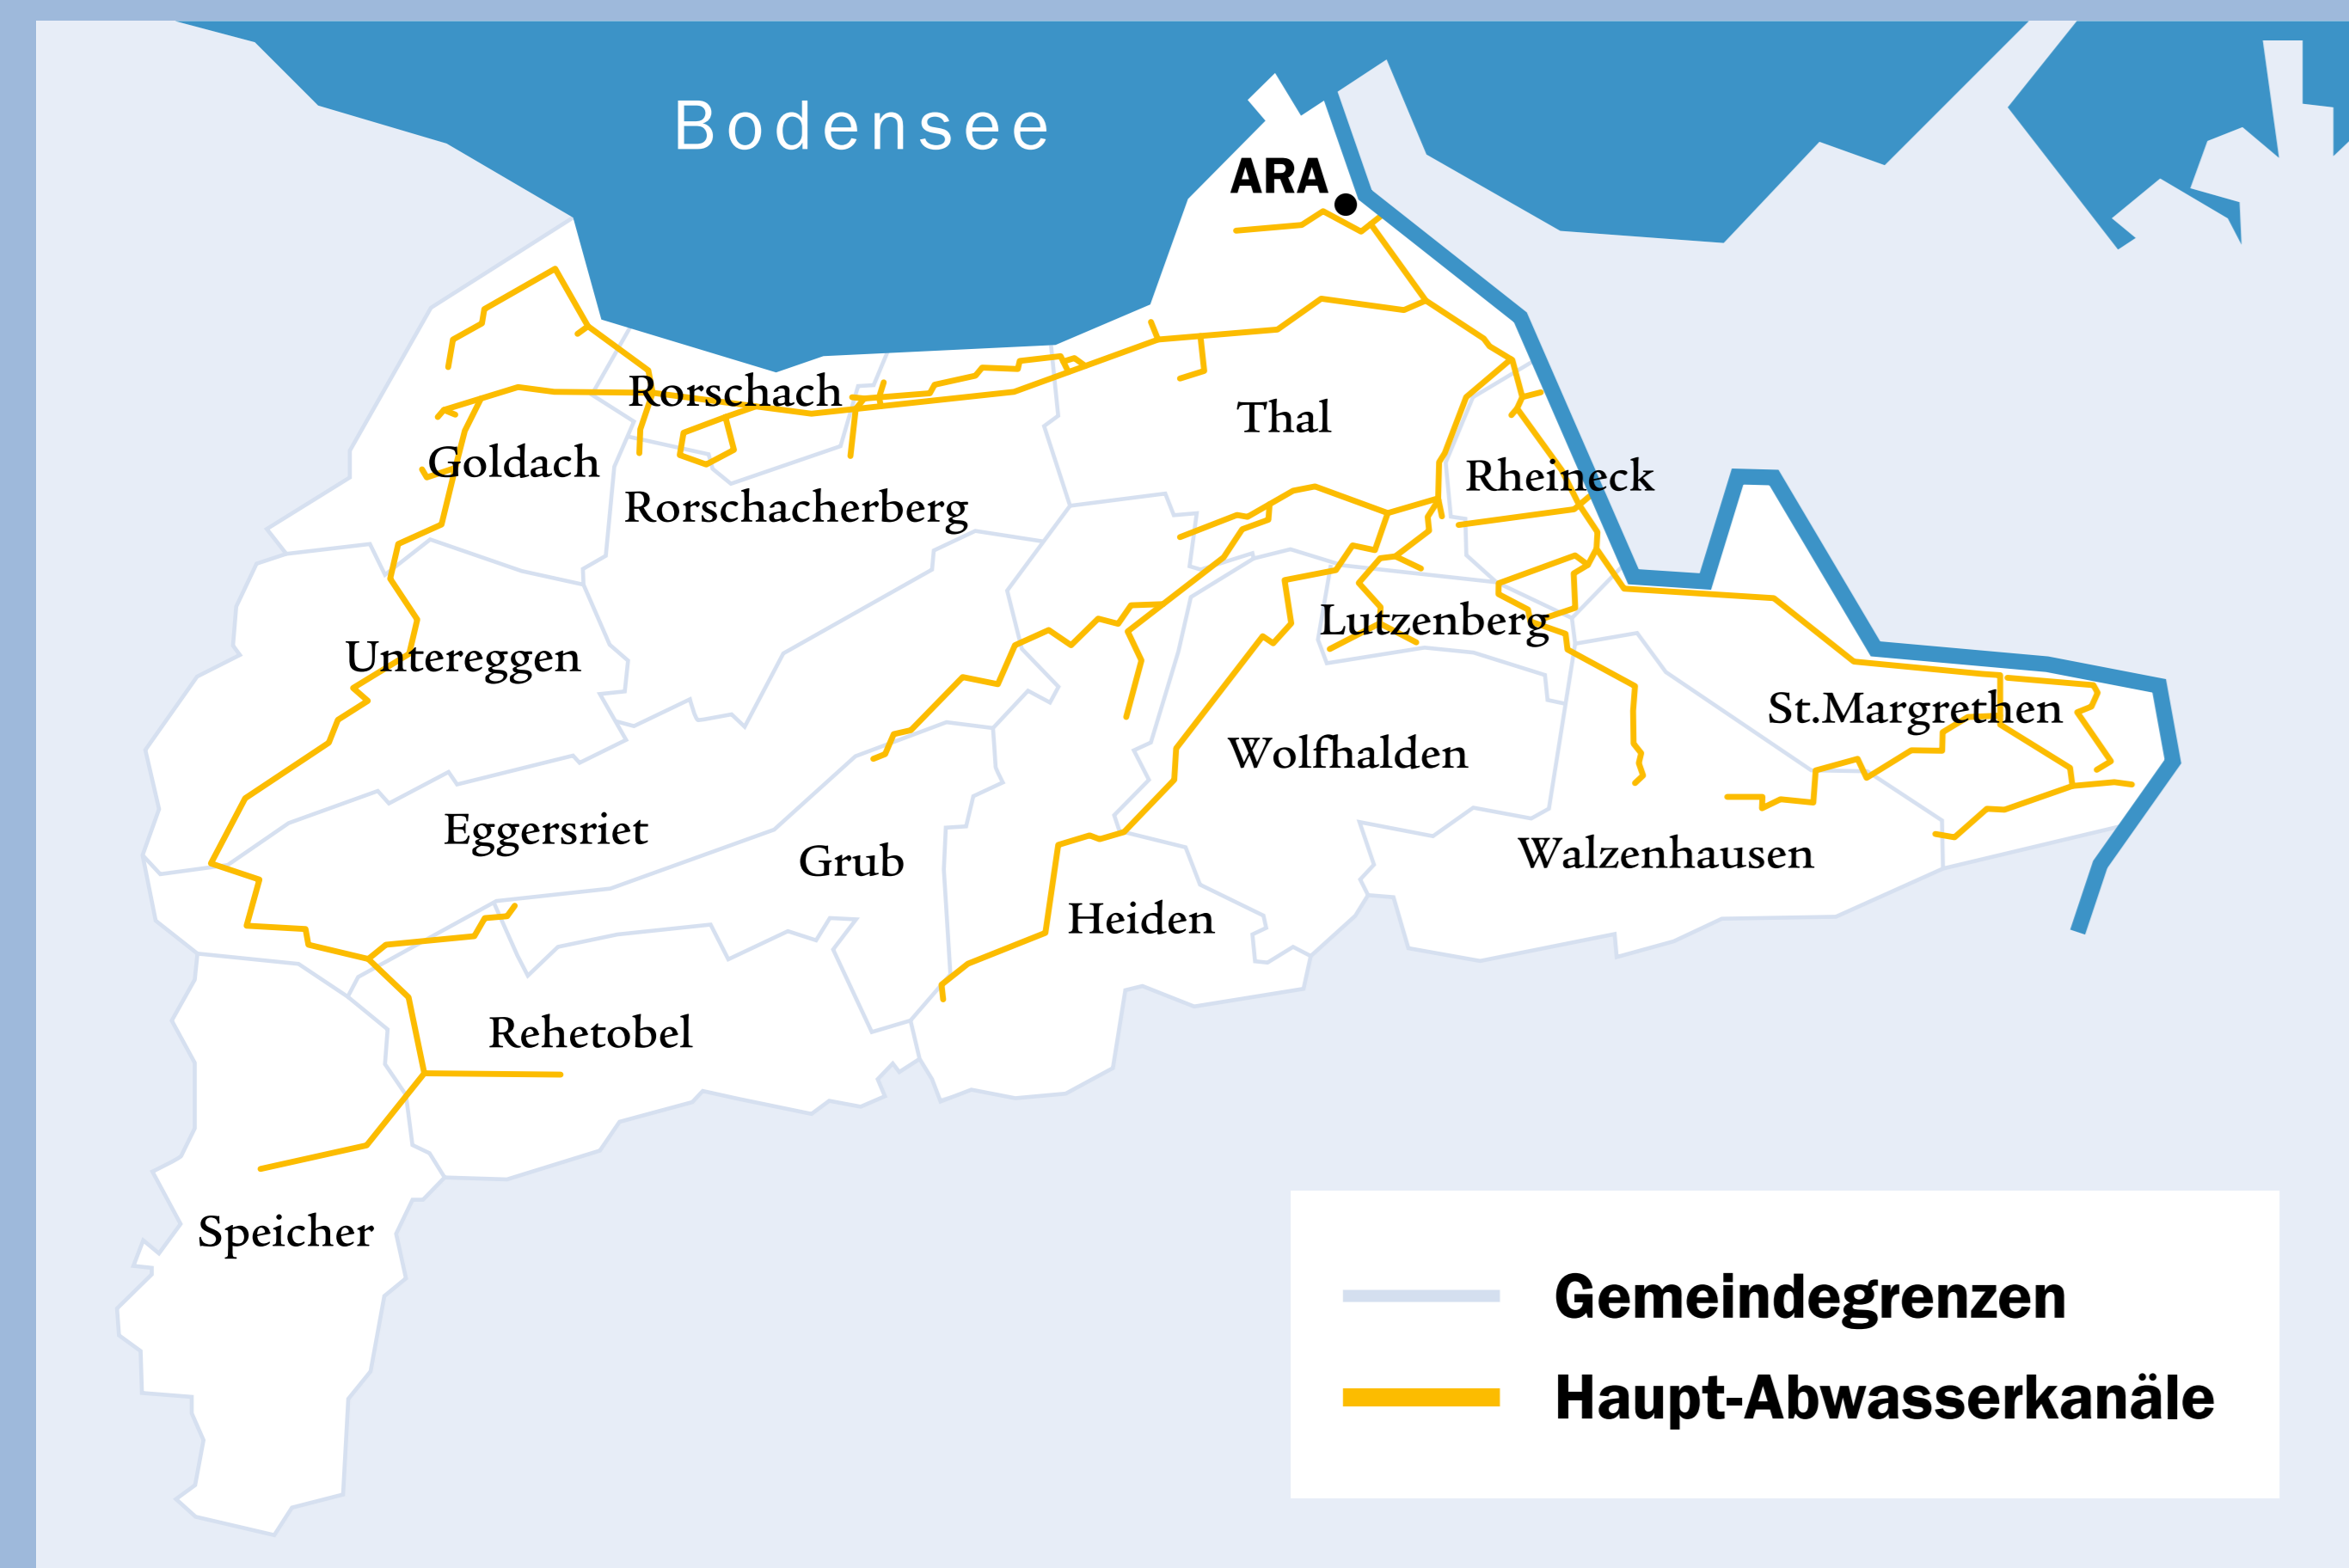 Bodensee
ARA
Rorschach
Thal
Goldach
Rheineck
Rorschacherberg
Lutzenberg
Untereggen
St.Margrethen
Wolfhalden
Eggersriet
Walzenhausen
Grub
Heiden
Rehetobel
Speicher
Gemeindegrenzen
Haupt-Abwasserkanäle